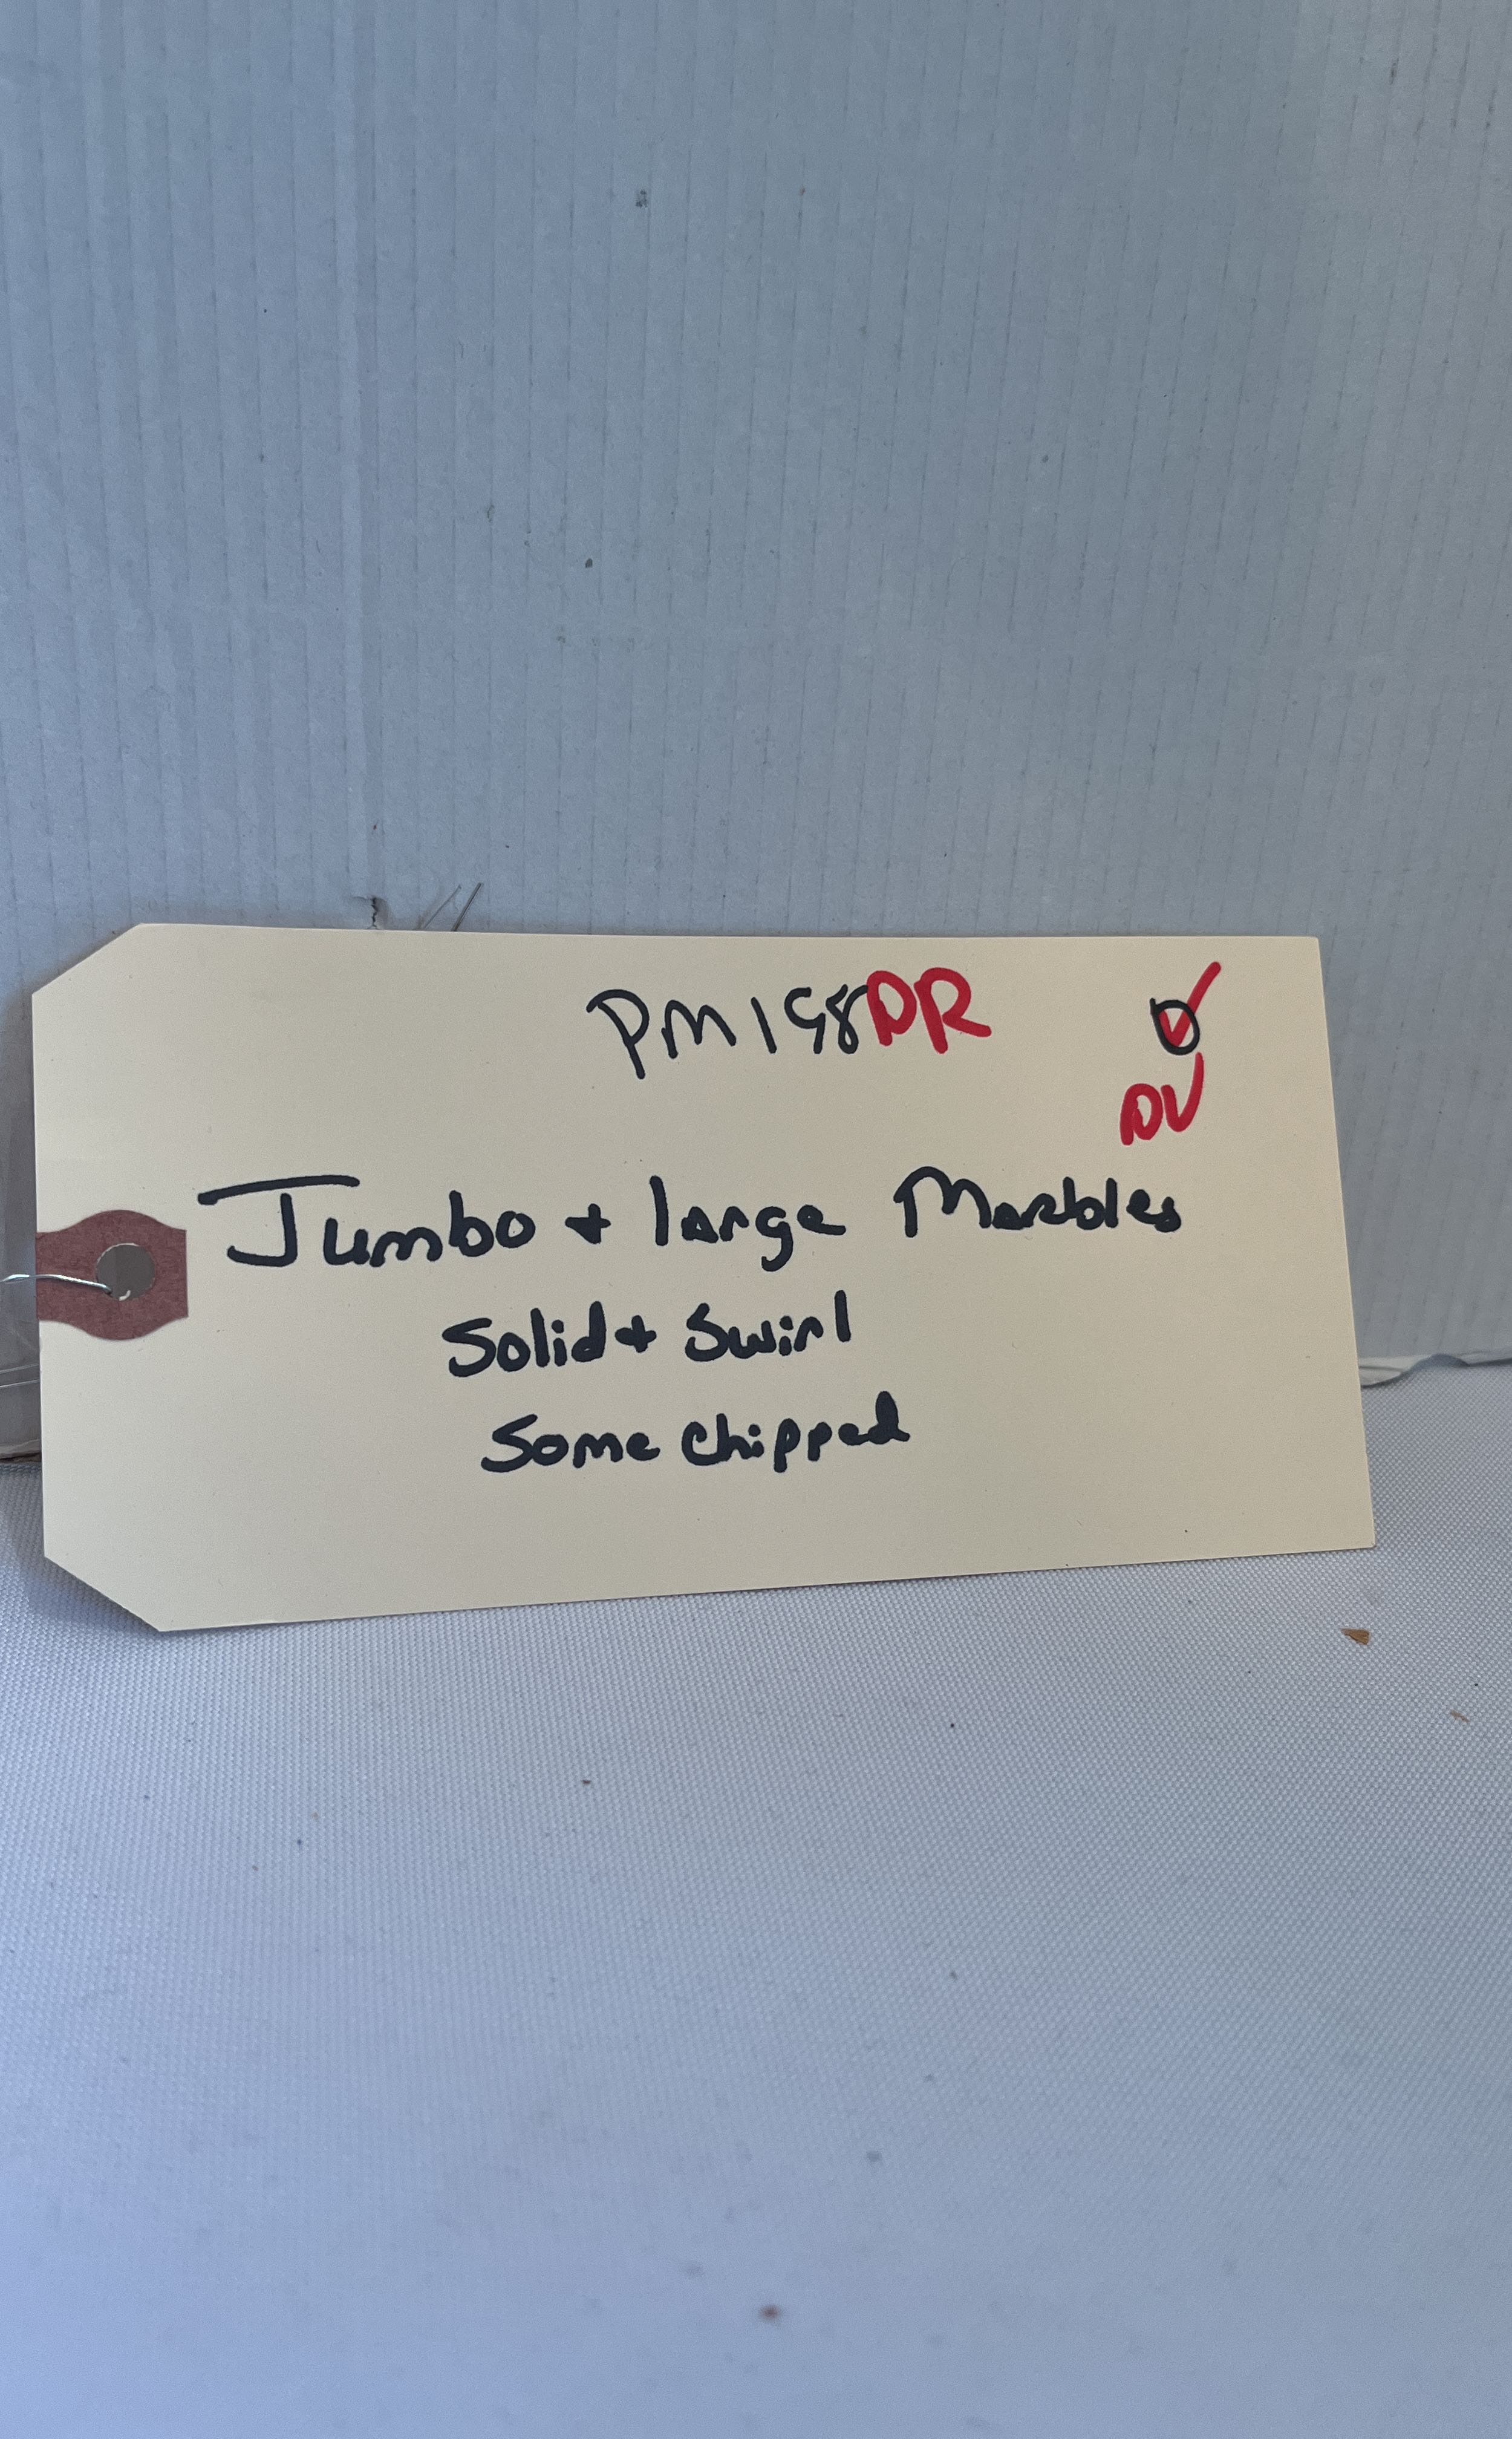 PM198DR
DV
Jumbo + large Marbles
Solid + Swirl
Some chipped